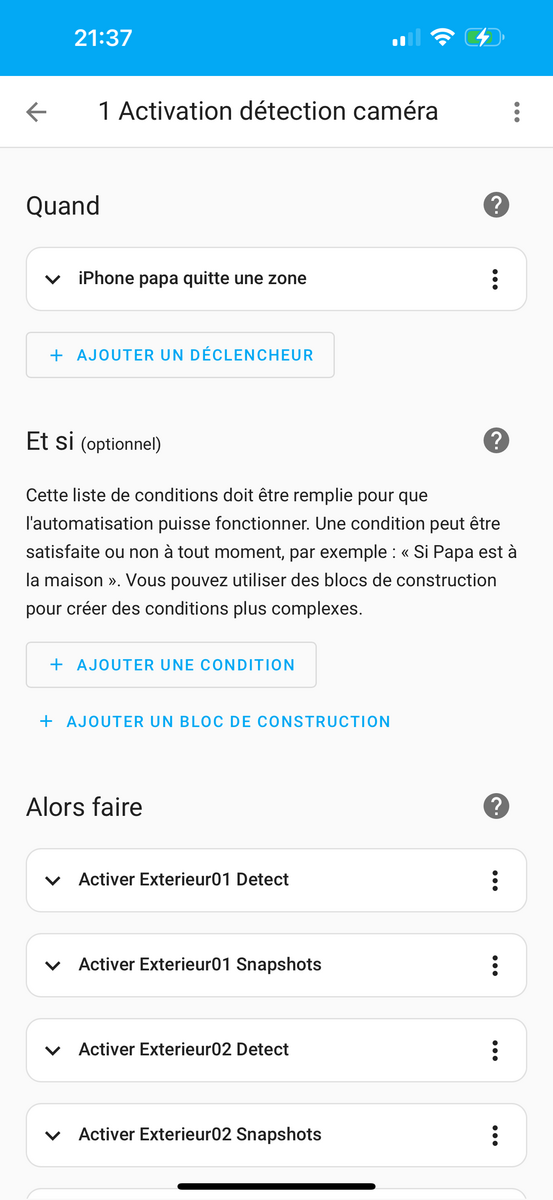 21:37
1 Activation détection caméra
Quand
iPhone papa quitte une zone
+ AJOUTER UN DÉCLENCHEUR
Et si (optionnel)
Cette liste de conditions doit être remplie pour que
l'automatisation puisse fonctionner. Une condition peut être
satisfaite ou non à tout moment, par exemple : « Si Papa est à
la maison ». Vous pouvez utiliser des blocs de construction
pour créer des conditions plus complexes.
+ AJOUTER UNE CONDITION
+ AJOUTER UN BLOC DE CONSTRUCTION
Alors faire
Activer Exterieur01 Detect
Activer Exterieur01 Snapshots
Activer Exterieur02 Detect
Activer Exterieur02 Snapshots